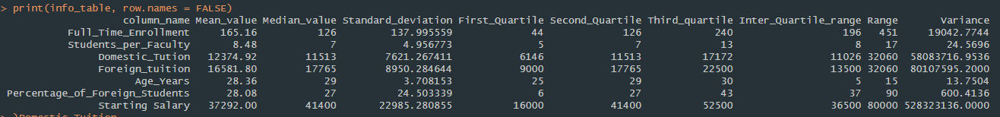 > print(info_table, row.names = FALSE)
column_name Mean_value Median_value Standard_deviation First_Quartile Second_Quartile Third_quartile Inter_Quartile_range Range Variance
Full_Time_Enrollment 165.16 126 137.995559 44 126 240 196 451 19042.7744
Students_per_Faculty 8.48 7 4.956773 5 7 13 8 17 24.5696
Domestic_Tution 12374.92 11513 7621.267411 6146 11513 17172 11026 32060 58083716.9536
Foreign_tuition 16581.80 17765 8950.284644 9000 17765 22500 13500 32060 80107595.2000
Age_Years 28.36 29 3.708153 25 29 30 5 15 13.7504
Percentage_of_Foreign_Students 28.08 27 24.503339 6 27 43 37 90 600.4136
Starting Salary 37292.00 41400 22985.280855 16000 41400 52500 36500 80000 528323136.0000